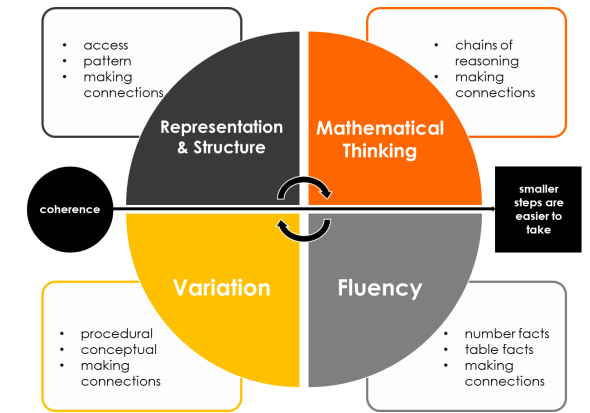 • access
• pattern
• making
connections
• chains of
reasoning
• making
connections
Representation
& Structure
Mathematical
Thinking
coherence
smaller
steps are
easier to
take
Variation
Fluency
• procedural
• conceptual
• making
connections
• number facts
• table facts
• making
connections